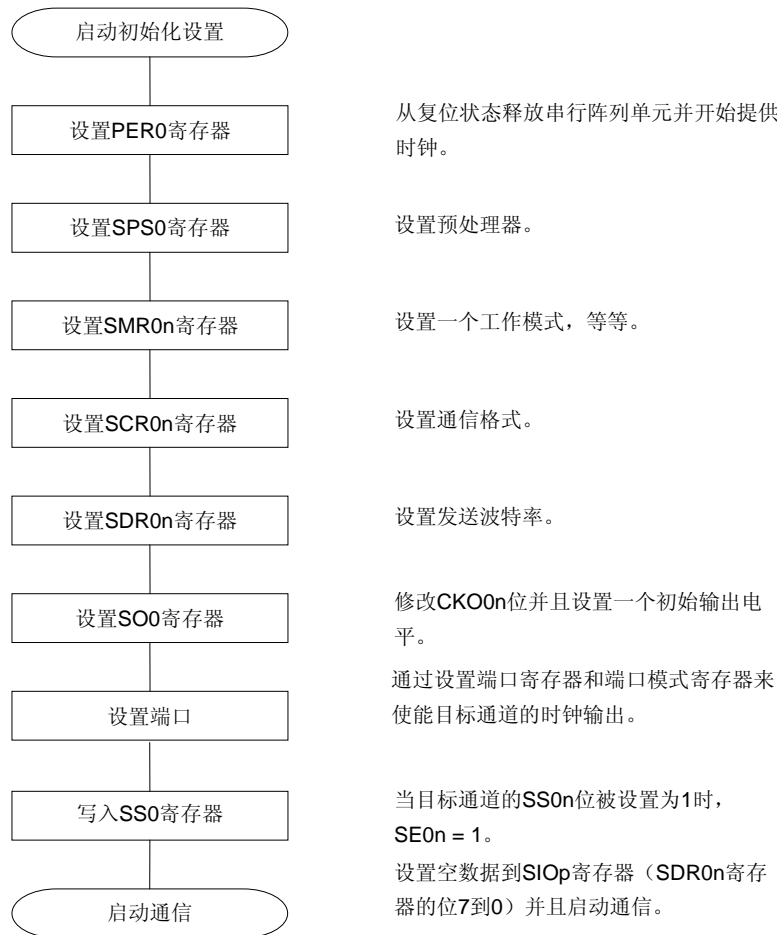 启动初始化设置
设置PER0寄存器
从复位状态释放串行阵列单元并开始提供
时钟。
设置SPS0寄存器
设置预处理器。
设置SMR0n寄存器
设置一个工作模式，等等。
设置SCR0n寄存器
设置通信格式。
设置SDR0n寄存器
设置发送波特率。
设置SO0寄存器
修改CKO0n位并且设置一个初始输出电
平。
设置端口
通过设置端口寄存器和端口模式寄存器来
使能目标通道的时钟输出。
写入SS0寄存器
当目标通道的SS0n位被设置为1时，
SE0n = 1。
启动通信
设置空数据到SIOp寄存器（SDR0n寄存
器的位7到0）并且启动通信。